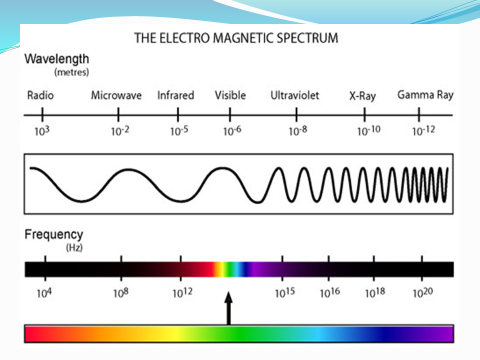 THE ELECTRO MAGNETIC SPECTRUM
Wavelength
(metres)
Radio Microwave Infrared Visible Ultraviolet X-Ray Gamma Ray
10³ 10⁻² 10⁻⁵ 10⁻⁶ 10⁻⁸ 10⁻¹⁰ 10⁻¹²
Frequency
(Hz)
10⁴ 10⁸ 10¹² 10¹⁵ 10¹⁶ 10¹⁸ 10²⁰